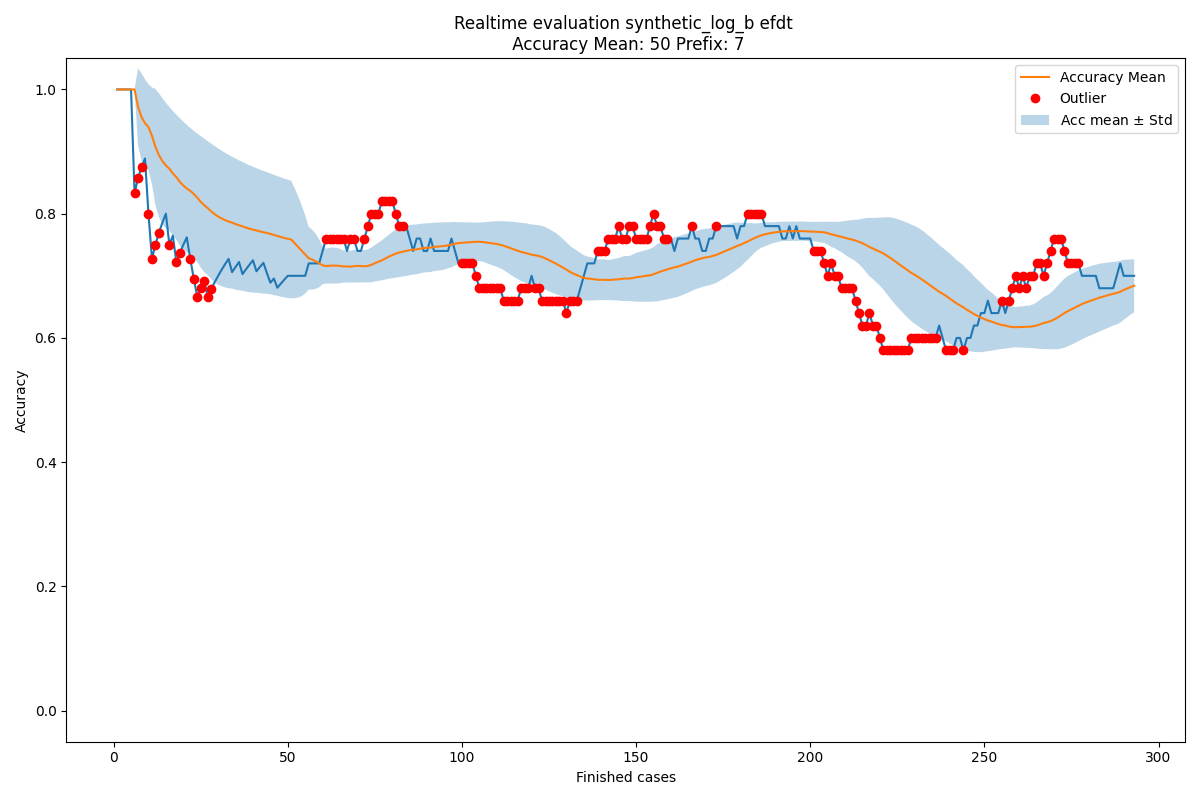 Realtime evaluation synthetic_log_b efdt
Accuracy Mean: 50 Prefix: 7
Accuracy Mean
Outlier
Acc mean ± Std
1.0
0.8
0.6
0.4
0.2
0.0
Accuracy
0 50 100 150 200 250 300
Finished cases